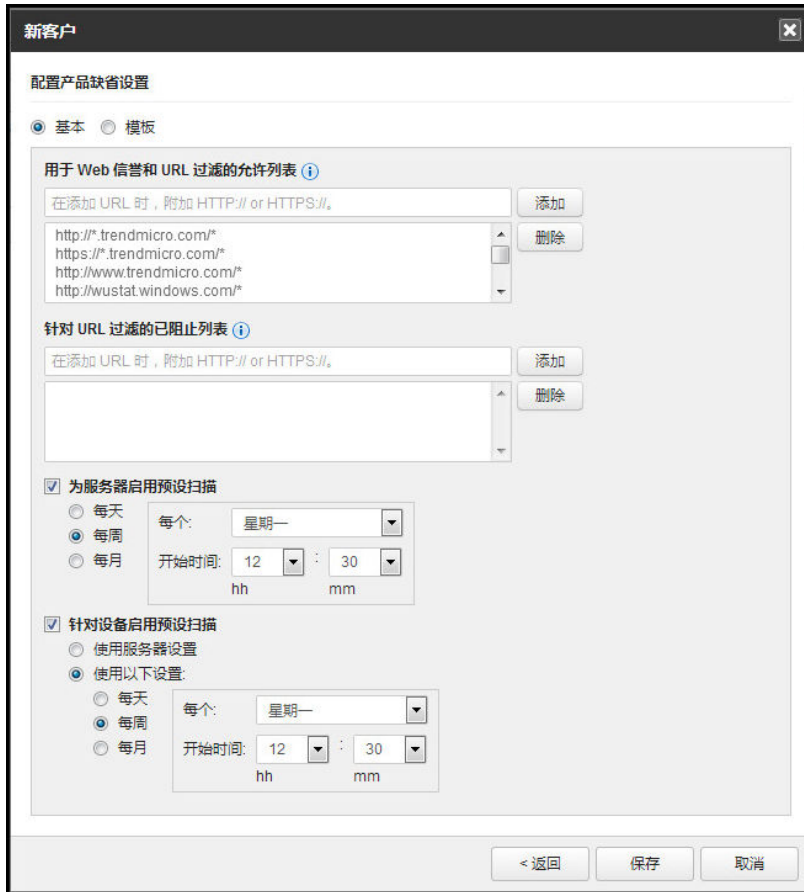 新客户
配置产品缺省设置
基本 模板
用于 Web 信誉和 URL 过滤的允许列表
在添加 URL 时，附加 HTTP:// or HTTPS://。 添加
http://*.trendmicro.com/* 删除
https://*.trendmicro.com/*
http://www.trendmicro.com/*
http://wustat.windows.com/*
针对 URL 过滤的已阻止列表
在添加 URL 时，附加 HTTP:// or HTTPS://。 添加
删除
为服务器启用预设扫描
每天
每周
每月
每个: 星期一
开始时间: 12 : 30
hh mm
针对设备启用预设扫描
使用服务器设置
使用以下设置:
每天
每周
每月
每个: 星期一
开始时间: 12 : 30
hh mm
<返回 保存 取消